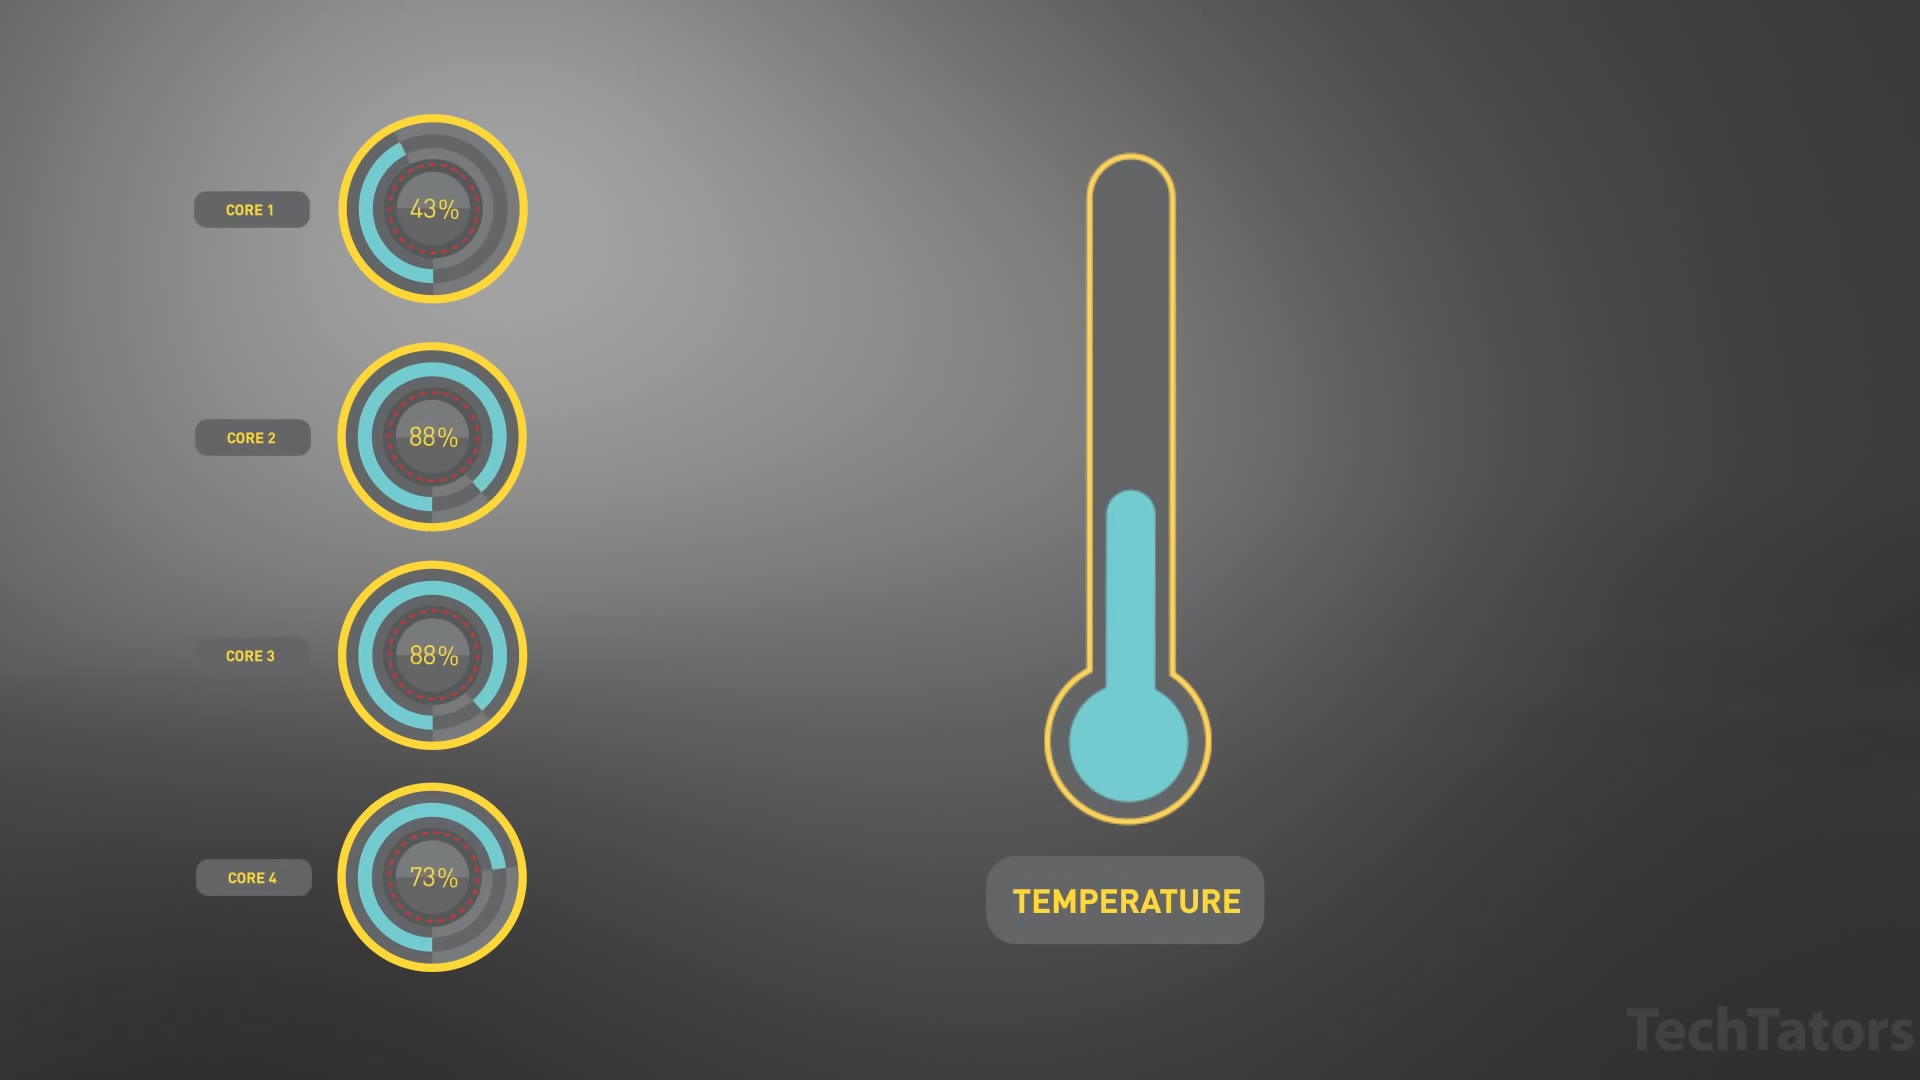 CORE 1
43%
CORE 2
88%
CORE 3
88%
CORE 4
73%
TEMPERATURE
TechTators